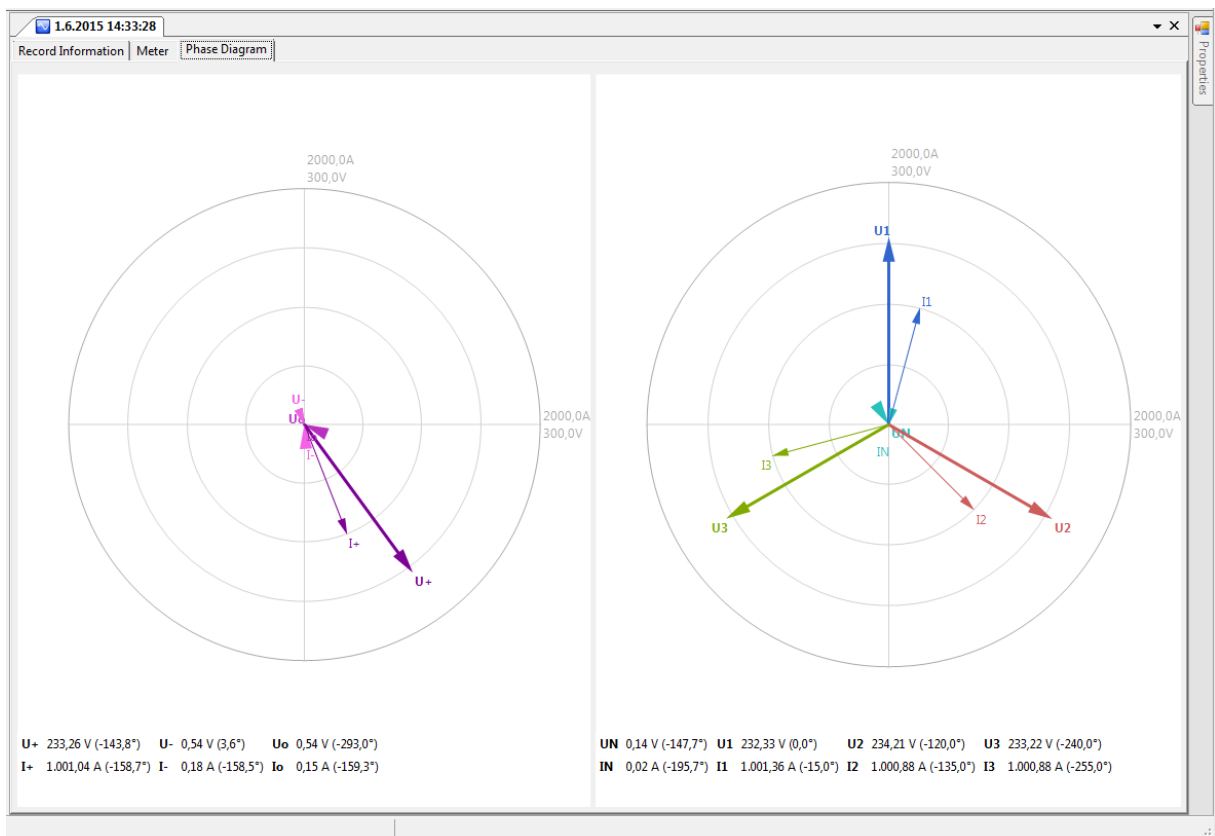 1.6.2015 14:33:28
Properties
Record Information Meter Phase Diagram
2000,0A
300,0V
U-
Uo
I-
I+
U+
2000,0A
300,0V
2000,0A
300,0V
U1
I1
UN
IN
I3
I2
U3
U2
2000,0A
300,0V
U+ 233,26 V (-143,8°) U- 0,54 V (3,6°) Uo 0,54 V (-293,0°)
I+ 1.001,04 A (-158,7°) I- 0,18 A (-158,5°) Io 0,15 A (-159,3°)
UN 0,14 V (-147,7°) U1 232,33 V (0,0°) U2 234,21 V (-120,0°) U3 233,22 V (-240,0°)
IN 0,02 A (-195,7°) I1 1.001,36 A (-15,0°) I2 1.000,88 A (-135,0°) I3 1.000,88 A (-255,0°)